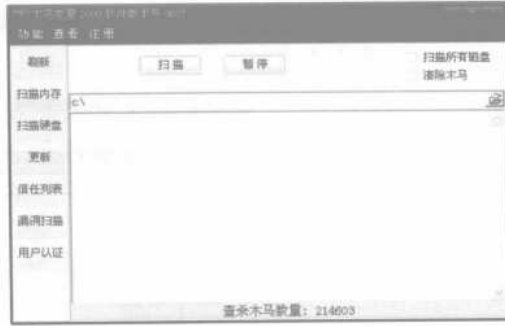 功能 查看 注册
刷新
扫描 暂停
扫描所有磁盘
清除木马
扫描内存
c:\
扫描硬盘
更新
信任列表
漏洞扫描
用户认证
查杀木马数量: 214603